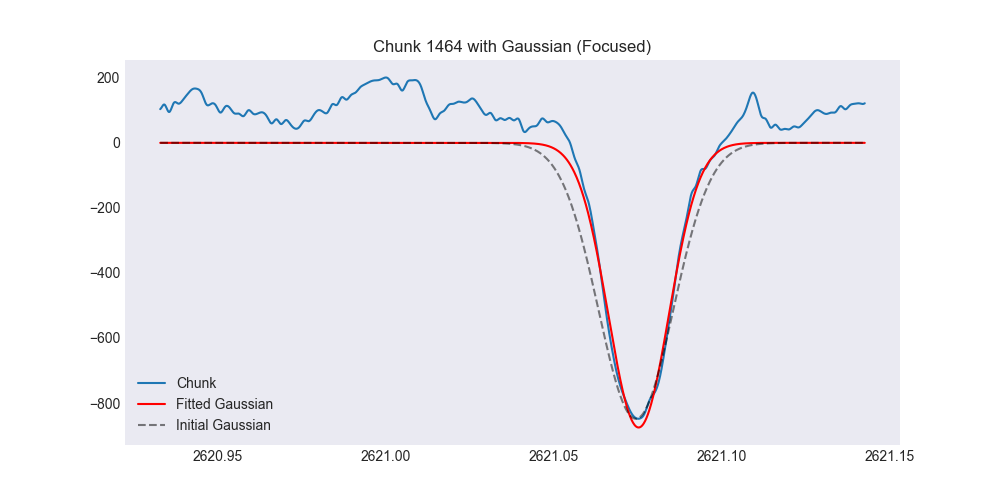 Chunk 1464 with Gaussian (Focused)
200
0
−200
−400
−600
−800
Chunk
Fitted Gaussian
Initial Gaussian
2620.95 2621.00 2621.05 2621.10 2621.15